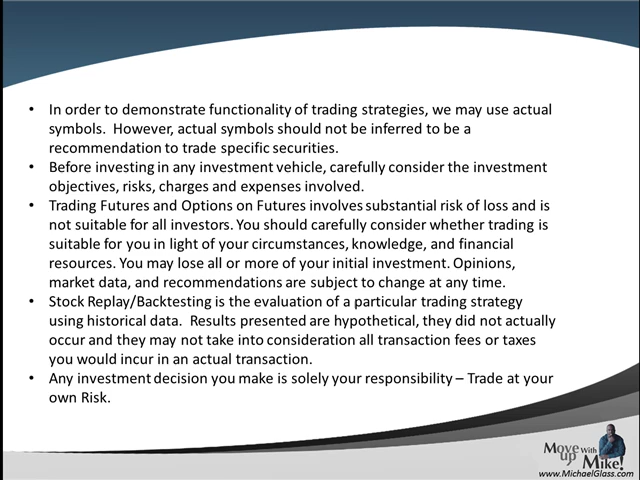 • In order to demonstrate functionality of trading strategies, we may use actual
symbols.  However, actual symbols should not be inferred to be a
recommendation to trade specific securities.
• Before investing in any investment vehicle, carefully consider the investment
objectives, risks, charges and expenses involved.
• Trading Futures and Options on Futures involves substantial risk of loss and is
not suitable for all investors. You should carefully consider whether trading is
suitable for you in light of your circumstances, knowledge, and financial
resources. You may lose all or more of your initial investment. Opinions,
market data, and recommendations are subject to change at any time.
• Stock Replay/Backtesting is the evaluation of a particular trading strategy
using historical data.  Results presented are hypothetical, they did not actually
occur and they may not take into consideration all transaction fees or taxes
you would incur in an actual transaction.
• Any investment decision you make is solely your responsibility – Trade at your
own Risk.
Move up With Mike!
www.MichaelGlass.com